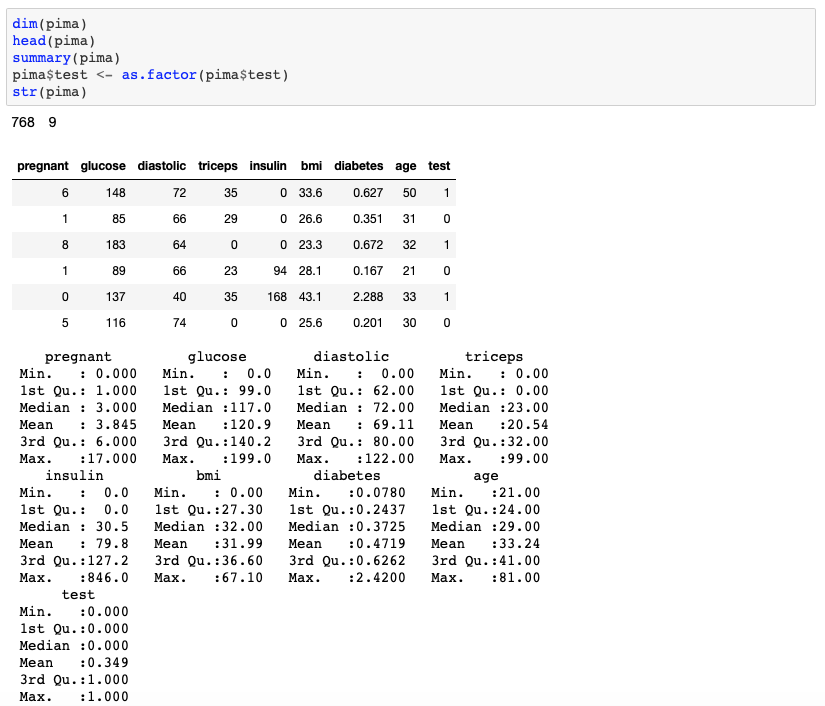 dim(pima)
head(pima)
summary(pima)
pima$test <- as.factor(pima$test)
str(pima)
768 9
pregnant glucose diastolic triceps insulin bmi diabetes age test
6 148 72 35 0 33.6 0.627 50 1
1 85 66 29 0 26.6 0.351 31 0
8 183 64 0 0 23.3 0.672 32 1
1 89 66 23 94 28.1 0.167 21 0
0 137 40 35 168 43.1 2.288 33 1
5 116 74 0 0 25.6 0.201 30 0
pregnant glucose diastolic triceps
Min. : 0.000 Min. : 0.0 Min. : 0.00 Min. : 0.00
1st Qu.: 1.000 1st Qu.: 99.0 1st Qu.: 62.00 1st Qu.: 0.00
Median : 3.000 Median :117.0 Median : 72.00 Median :23.00
Mean : 3.845 Mean :120.9 Mean : 69.11 Mean :20.54
3rd Qu.: 6.000 3rd Qu.:140.2 3rd Qu.: 80.00 3rd Qu.:32.00
Max. :17.000 Max. :199.0 Max. :122.00 Max. :99.00
insulin bmi diabetes age
Min. : 0.0 Min. : 0.00 Min. :0.0780 Min. :21.00
1st Qu.: 0.0 1st Qu.:27.30 1st Qu.:0.2437 1st Qu.:24.00
Median : 30.5 Median :32.00 Median :0.3725 Median :29.00
Mean : 79.8 Mean :31.99 Mean :0.4719 Mean :33.24
3rd Qu.:127.2 3rd Qu.:36.60 3rd Qu.:0.6262 3rd Qu.:41.00
Max. :846.0 Max. :67.10 Max. :2.4200 Max. :81.00
test
Min. :0.000
1st Qu.:0.000
Median :0.000
Mean :0.349
3rd Qu.:1.000
Max. :1.000